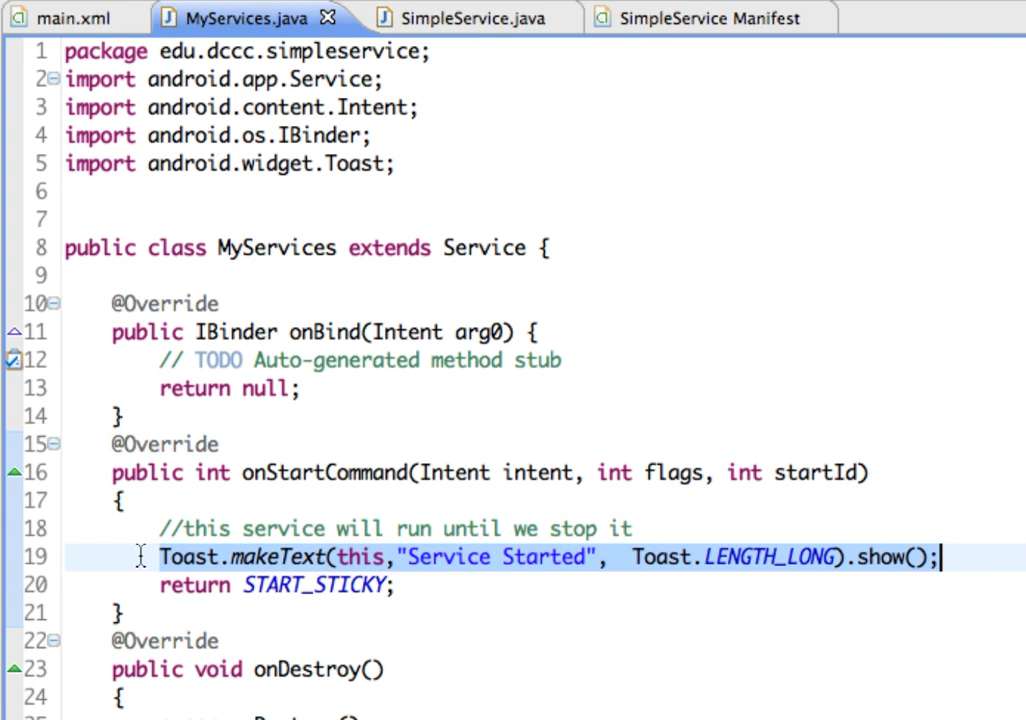 main.xml MyServices.java SimpleService.java SimpleService Manifest
1 package edu.dccc.simpleservice;
2 import android.app.Service;
3 import android.content.Intent;
4 import android.os.IBinder;
5 import android.widget.Toast;
6
7
8 public class MyServices extends Service {
9
10 @Override
11 public IBinder onBind(Intent arg0) {
12 // TODO Auto-generated method stub
13 return null;
14 }
15 @Override
16 public int onStartCommand(Intent intent, int flags, int startId)
17 {
18 //this service will run until we stop it
19 Toast.makeText(this,"Service Started", Toast.LENGTH_LONG).show();
20 return START_STICKY;
21 }
22 @Override
23 public void onDestroy()
24 {